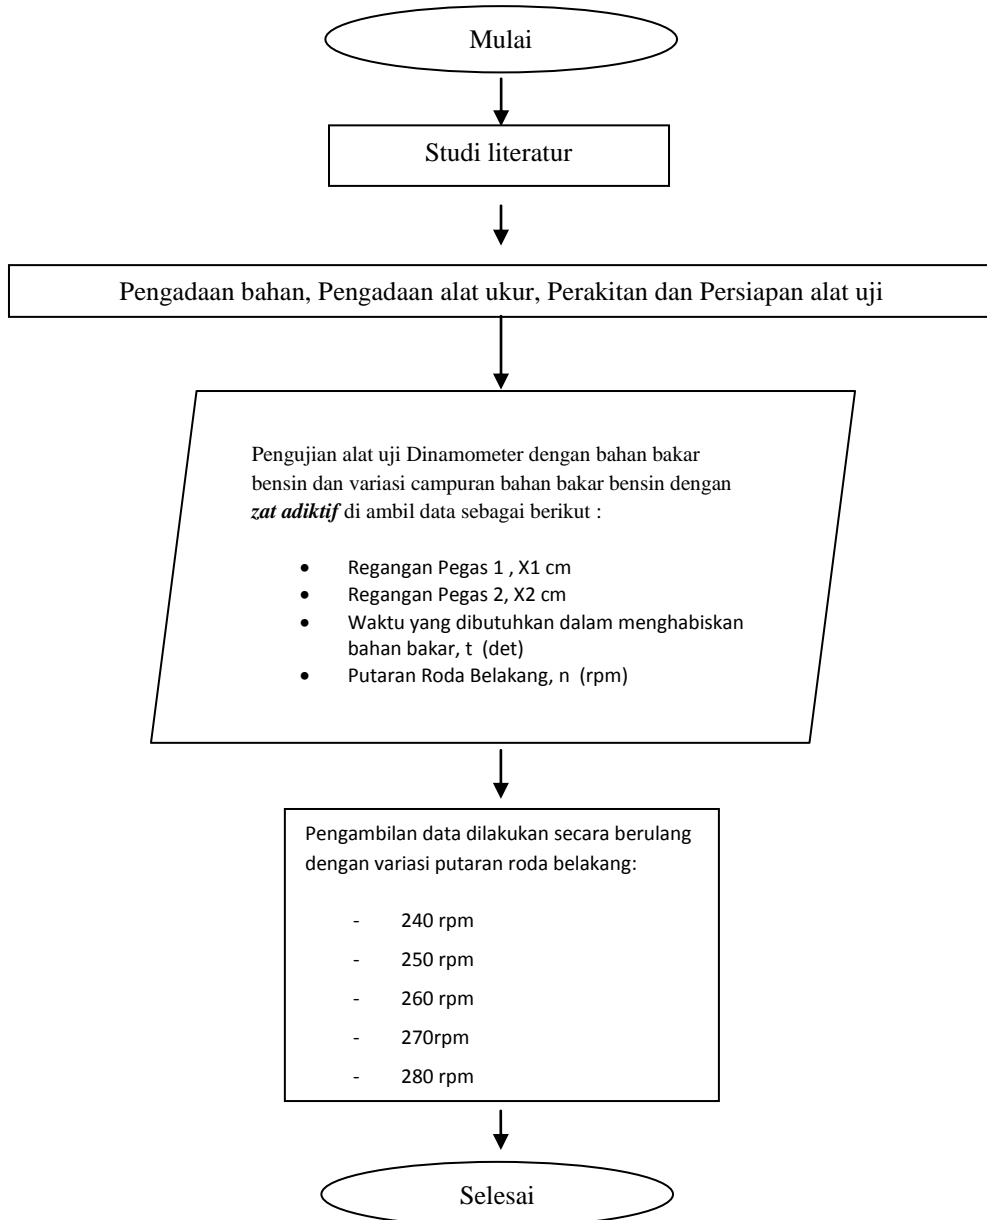 Mulai
Studi literatur
Pengadaan bahan, Pengadaan alat ukur, Perakitan dan Persiapan alat uji
Pengujian alat uji Dinamometer dengan bahan bakar
bensin dan variasi campuran bahan bakar bensin dengan
zat adiktif di ambil data sebagai berikut :
• Regangan Pegas 1 , X1 cm
• Regangan Pegas 2, X2 cm
• Waktu yang dibutuhkan dalam menghabiskan
bahan bakar, t (det)
• Putaran Roda Belakang, n (rpm)
Pengambilan data dilakukan secara berulang
dengan variasi putaran roda belakang:
- 240 rpm
- 250 rpm
- 260 rpm
- 270rpm
- 280 rpm
Selesai